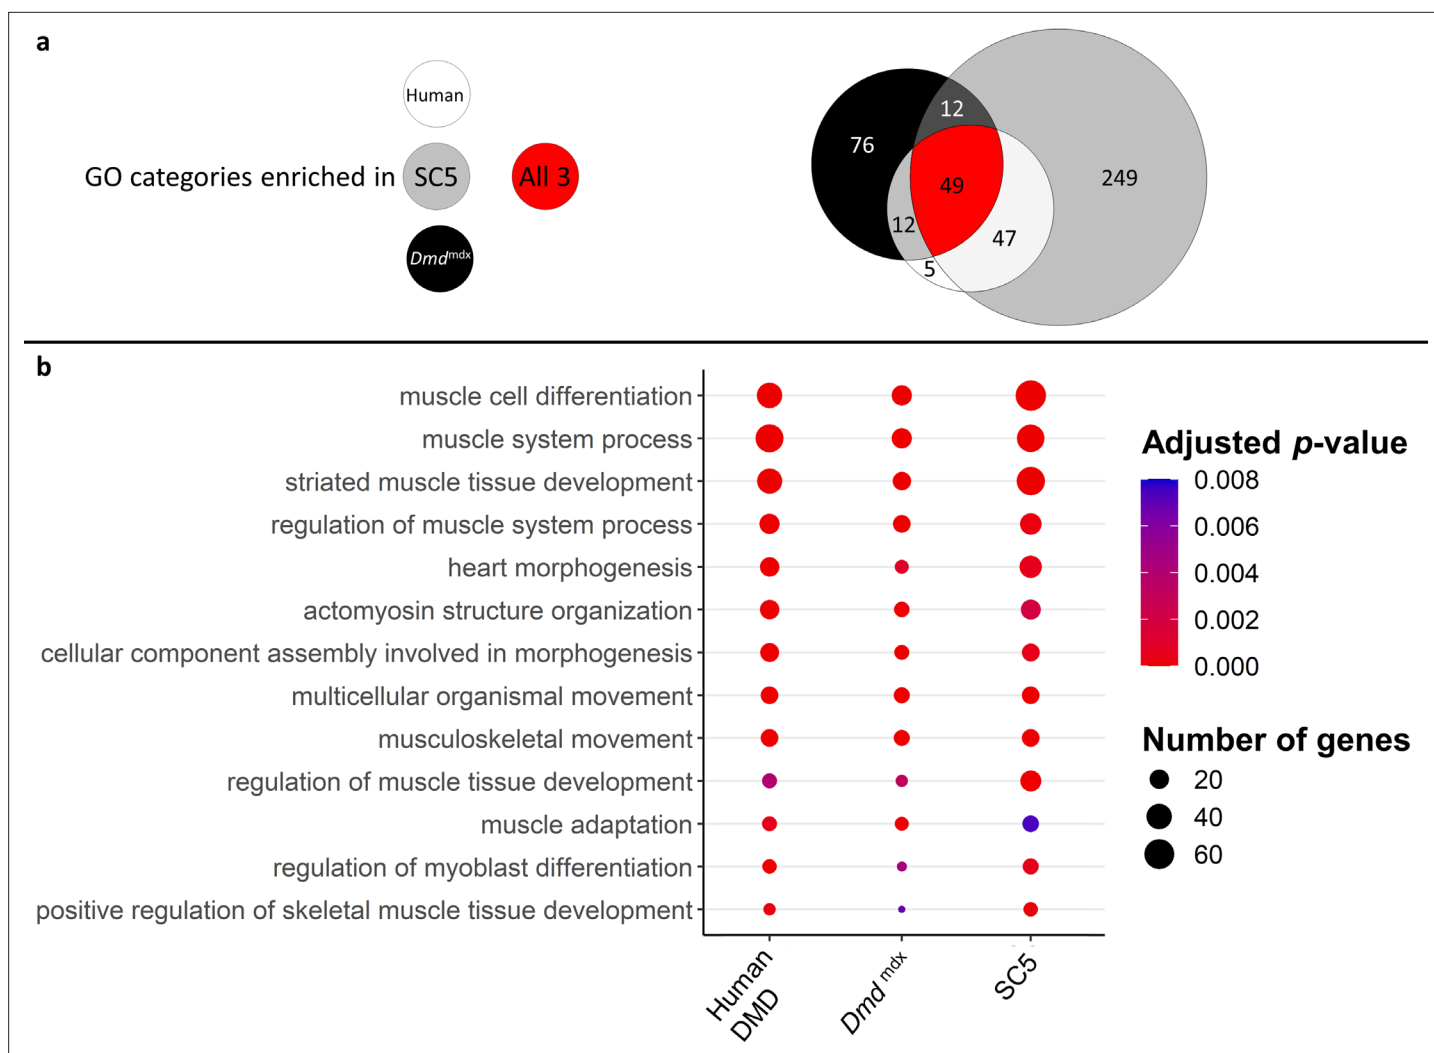 a
Human
GO categories enriched in SC5 All 3
Dmd^mdx
12
76
249
49
12
47
5
b
muscle cell differentiation
muscle system process
striated muscle tissue development
regulation of muscle system process
heart morphogenesis
actomyosin structure organization
cellular component assembly involved in morphogenesis
multicellular organismal movement
musculoskeletal movement
regulation of muscle tissue development
muscle adaptation
regulation of myoblast differentiation
positive regulation of skeletal muscle tissue development
Human
DMD
Dmd mdx
SC5
Adjusted p-value
0.008
0.006
0.004
0.002
0.000
Number of genes
20
40
60